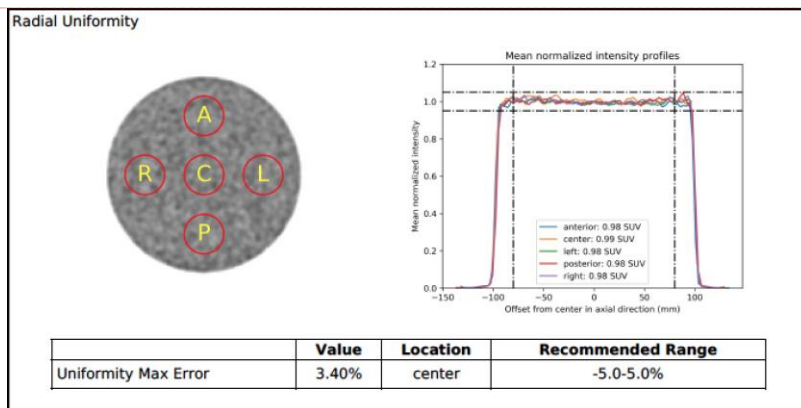 Radial Uniformity
A
R C L
P
Mean normalized intensity profiles
Mean normalized intensity
1.2
1.0
0.8
0.6
0.4
0.2
0.0
anterior: 0.98 SUV
center: 0.99 SUV
left: 0.98 SUV
posterior: 0.98 SUV
right: 0.98 SUV
−150 −100 −50 0 50 100
Offset from center in axial direction (mm)
Value Location Recommended Range
Uniformity Max Error 3.40% center -5.0-5.0%